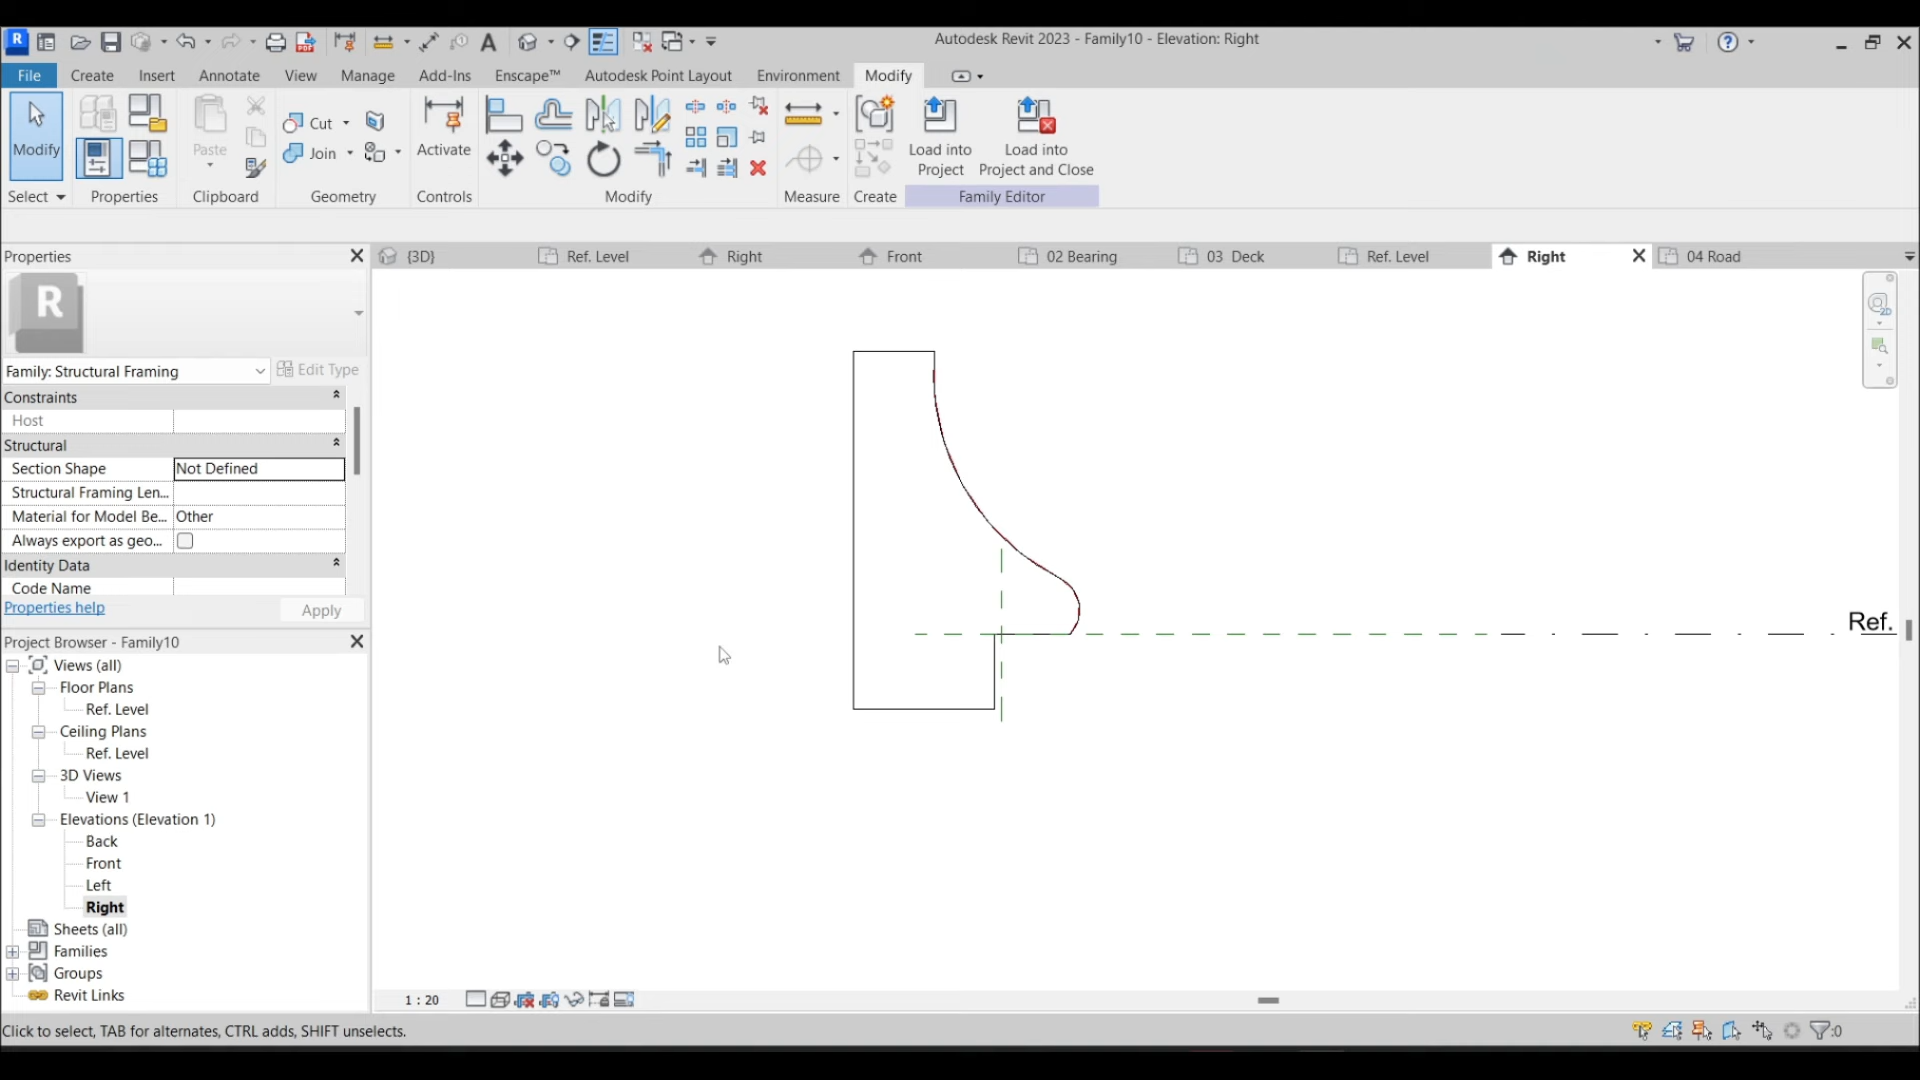 R
Autodesk Revit 2023 - Family10 - Elevation: Right
File Create Insert Annotate View Manage Add-Ins Enscape™ Autodesk Point Layout Environment Modify
Modify
Paste
Cut
Join
Activate
Load into
Project
Load into
Project and Close
Select Properties Clipboard Geometry Controls Modify Measure Create Family Editor
Properties
{3D} Ref. Level Right Front 02 Bearing 03 Deck Ref. Level Right 04 Road
R
Family: Structural Framing Edit Type
Constraints
Host
Structural
Section Shape Not Defined
Structural Framing Len...
Material for Model Be... Other
Always export as geo...
Identity Data
Code Name
Properties help Apply
Project Browser - Family10
Views (all)
Floor Plans
Ref. Level
Ceiling Plans
Ref. Level
3D Views
View 1
Elevations (Elevation 1)
Back
Front
Left
Right
Sheets (all)
Families
Groups
Revit Links
2D
Ref.
1 : 20
Click to select, TAB for alternates, CTRL adds, SHIFT unselects.
:0